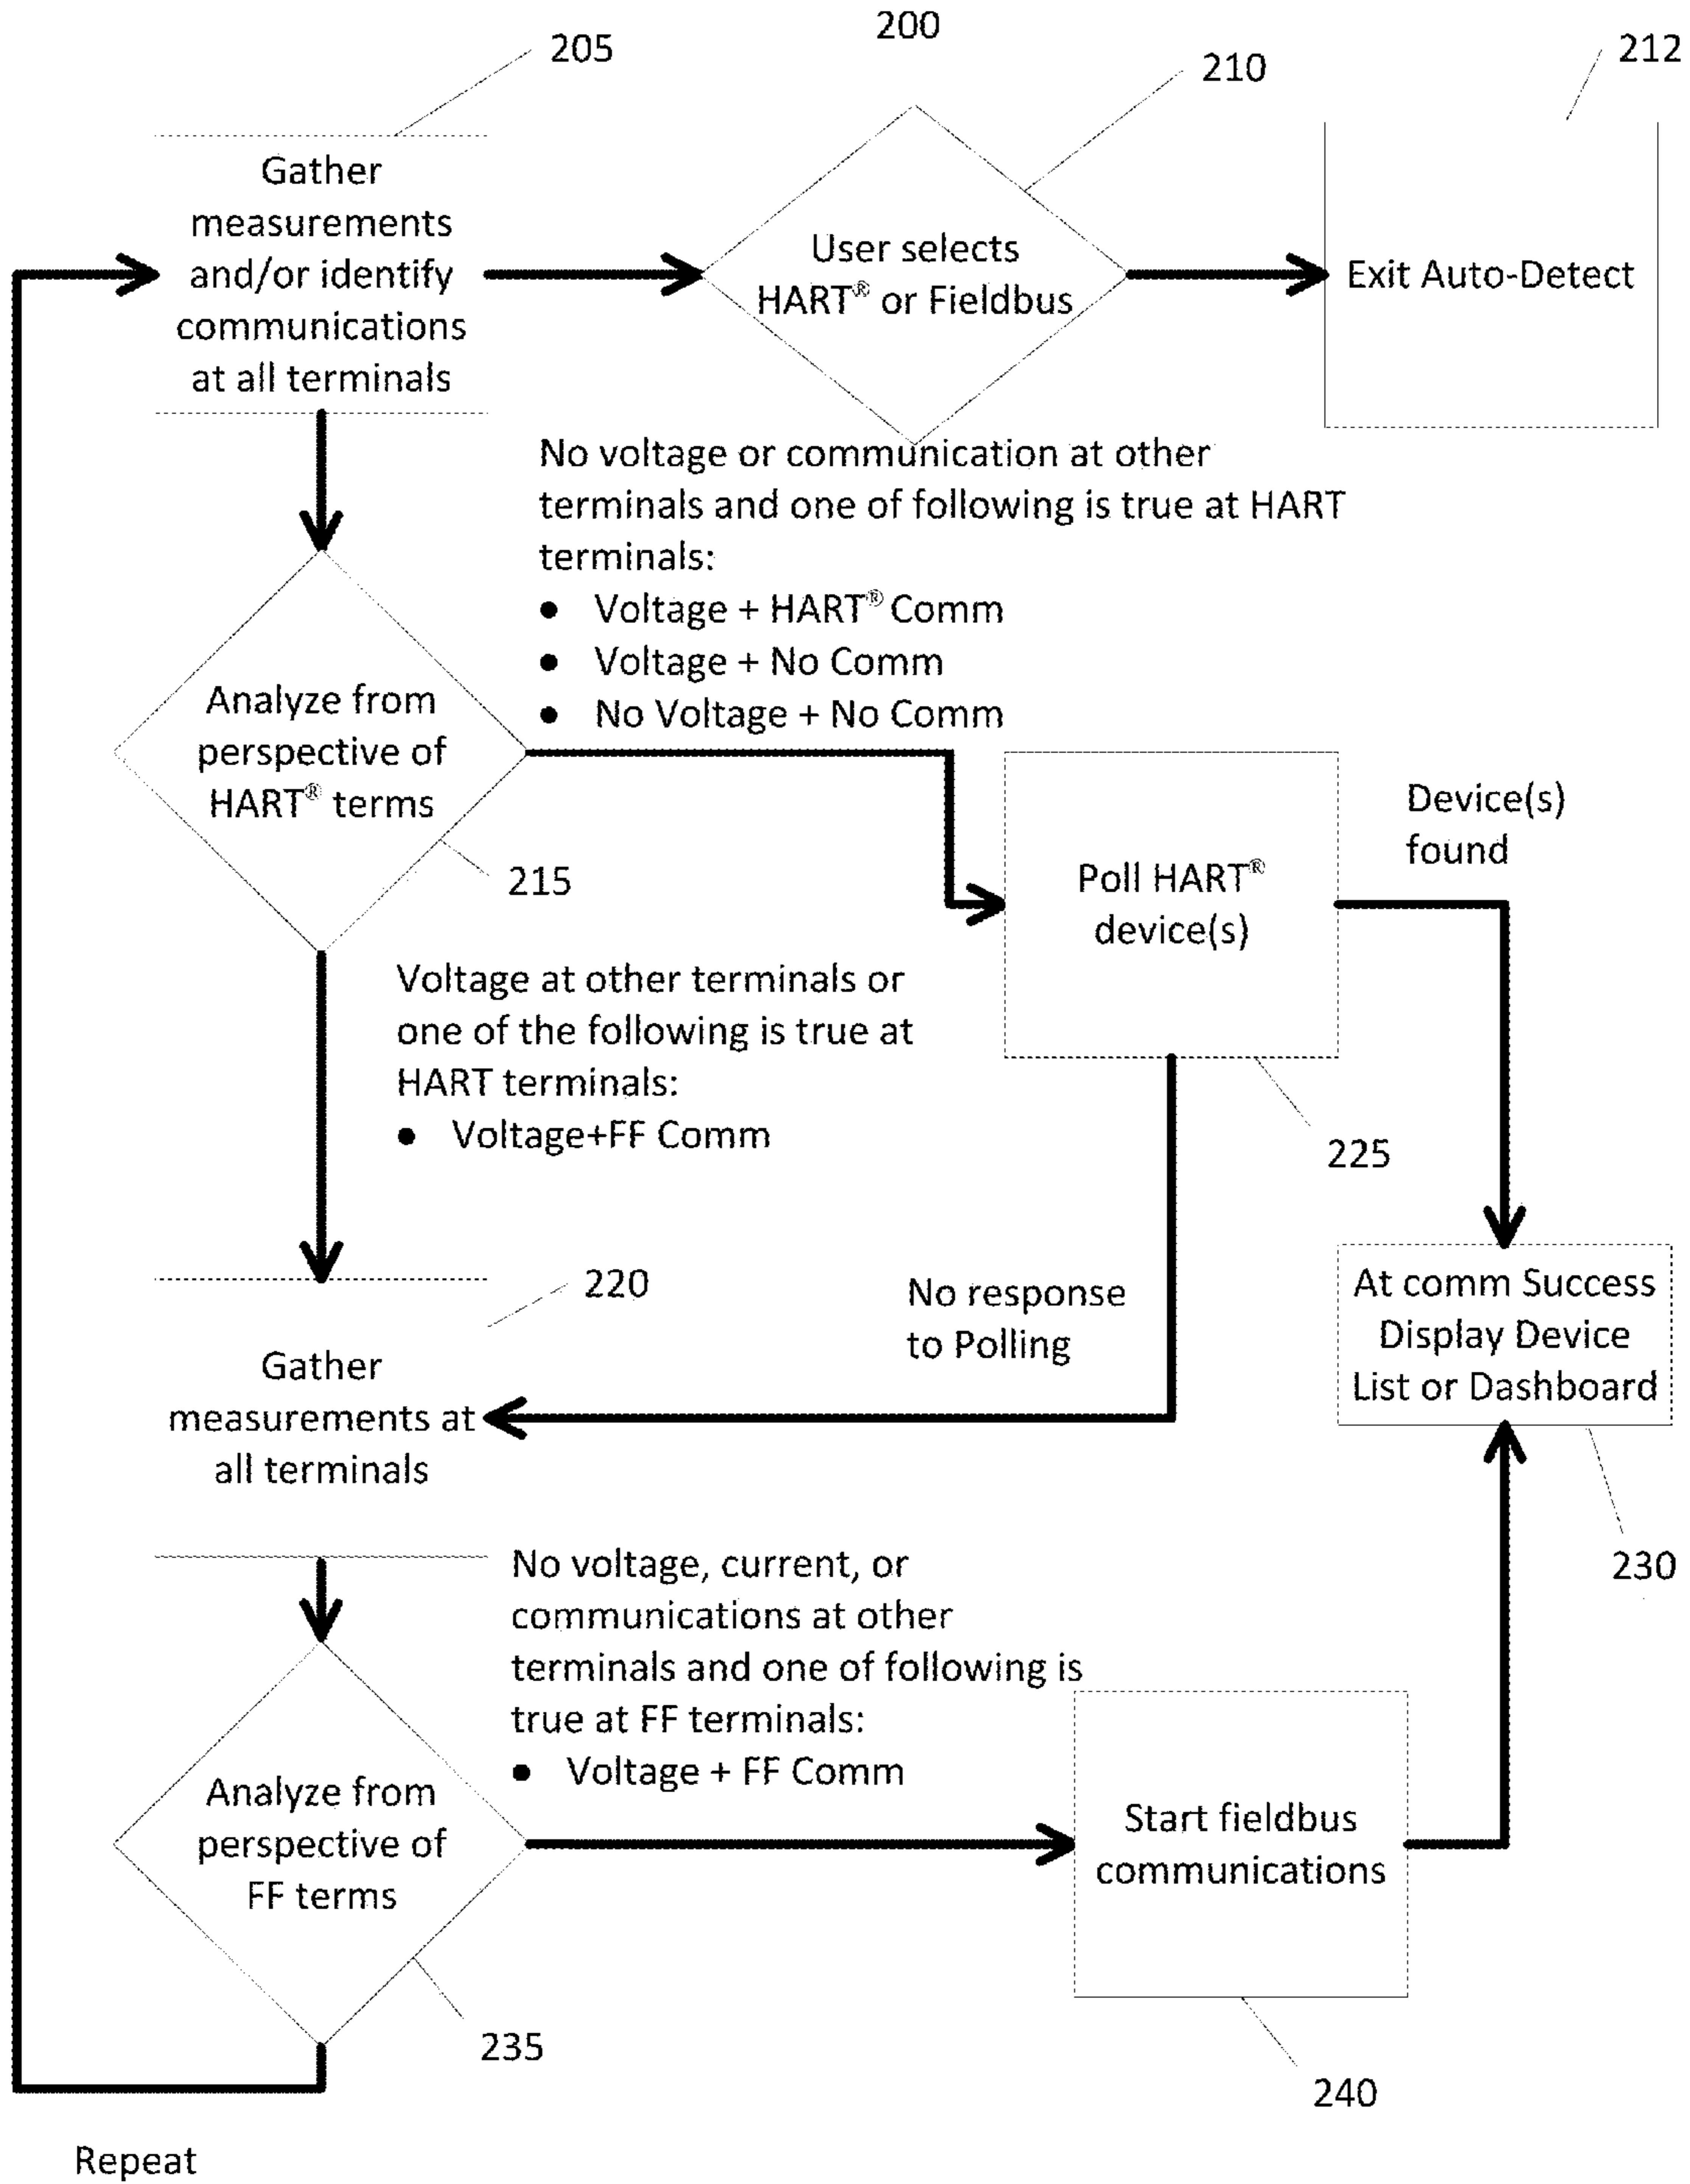 200
205
210
212
Gather
measurements
and/or identify
communications
at all terminals
User selects
HART® or Fieldbus
Exit Auto-Detect
No voltage or communication at other
terminals and one of following is true at HART
terminals:
● Voltage + HART® Comm
● Voltage + No Comm
● No Voltage + No Comm
Analyze from
perspective of
HART® terms
215
Poll HART®
device(s)
Device(s)
found
225
Voltage at other terminals or
one of the following is true at
HART terminals:
● Voltage+FF Comm
220
Gather
measurements at
all terminals
No response
to Polling
At comm Success
Display Device
List or Dashboard
230
No voltage, current, or
communications at other
terminals and one of following is
true at FF terminals:
● Voltage + FF Comm
Analyze from
perspective of
FF terms
235
Start fieldbus
communications
240
Repeat